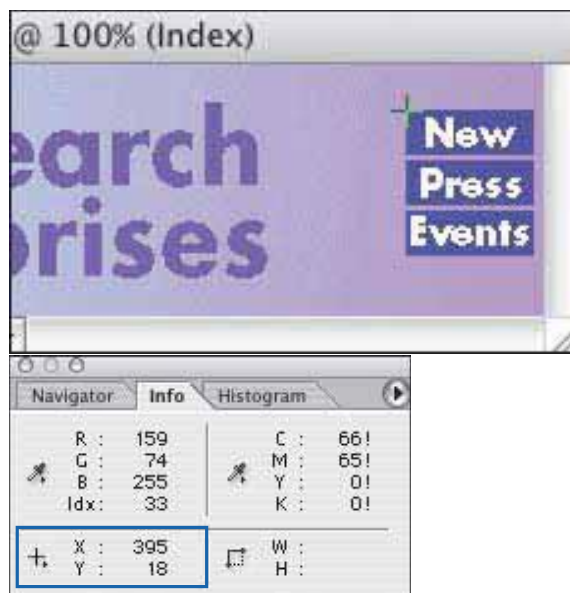 @ 100% (Index)
earch
orises
New
Press
Events
Navigator Info Histogram
R : 159 C : 66!
G : 74 M : 65!
B : 255 Y : 0!
Idx: 33 K : 0!
X : 395 W :
Y : 18 H :